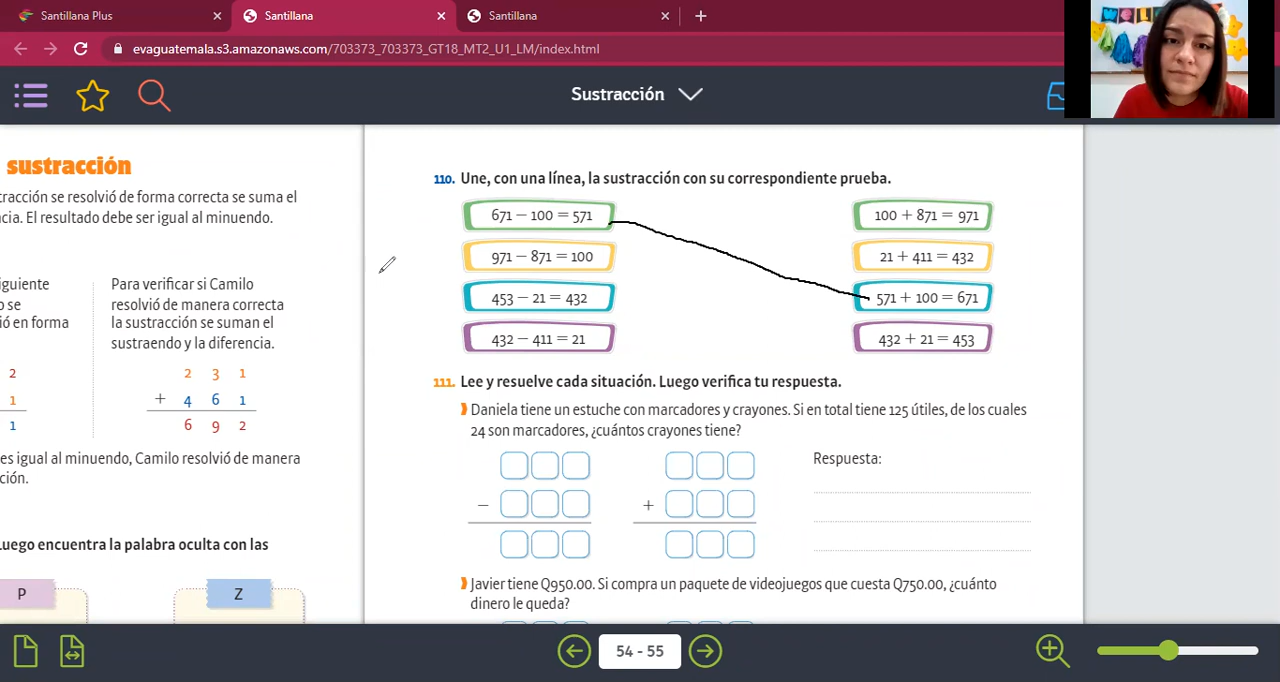 Santillana Plus
Santillana
Santillana
evaguatemala.s3.amazonaws.com/703373_703373_GT18_MT2_U1_LM/index.html
Sustracción
sustracción
tracción se resolvió de forma correcta se suma el
ncia. El resultado debe ser igual al minuendo.
iguiente
o se
ió en forma
2
1
1
Para verificar si Camilo
resolvió de manera correcta
la sustracción se suman el
sustraendo y la diferencia.
2 3 1
+ 4 6 1
6 9 2
es igual al minuendo, Camilo resolvió de manera
ción.
Luego encuentra la palabra oculta con las
P
Z
110. Une, con una línea, la sustracción con su correspondiente prueba.
671 − 100 = 571
100 + 871 = 971
971 − 871 = 100
21 + 411 = 432
453 − 21 = 432
571 + 100 = 671
432 − 411 = 21
432 + 21 = 453
111. Lee y resuelve cada situación. Luego verifica tu respuesta.
Daniela tiene un estuche con marcadores y crayones. Si en total tiene 125 útiles, de los cuales
24 son marcadores, ¿cuántos crayones tiene?
− +
Respuesta:
Javier tiene Q950.00. Si compra un paquete de videojuegos que cuesta Q750.00, ¿cuánto
dinero le queda?
54 - 55